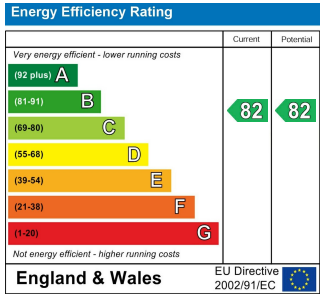 Energy Efficiency Rating
Current Potential
Very energy efficient - lower running costs
(92 plus) A
(81-91) B
82 82
(69-80) C
(55-68) D
(39-54) E
(21-38) F
(1-20) G
Not energy efficient - higher running costs
England & Wales
EU Directive
2002/91/EC